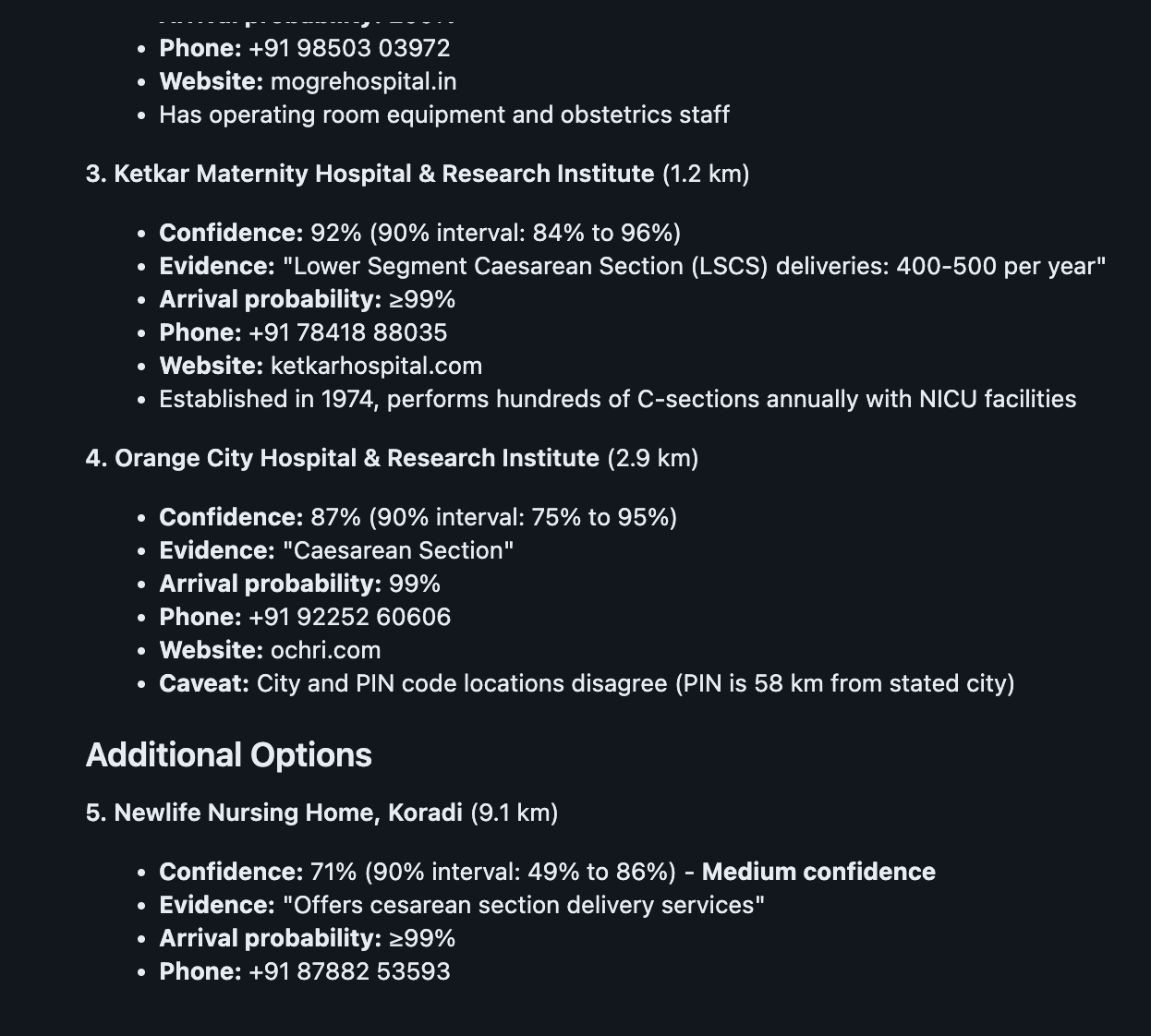 • Phone: +91 98503 03972
• Website: mogrehospital.in
• Has operating room equipment and obstetrics staff
3. Ketkar Maternity Hospital & Research Institute (1.2 km)
• Confidence: 92% (90% interval: 84% to 96%)
• Evidence: "Lower Segment Caesarean Section (LSCS) deliveries: 400-500 per year"
• Arrival probability: ≥99%
• Phone: +91 78418 88035
• Website: ketkarhospital.com
• Established in 1974, performs hundreds of C-sections annually with NICU facilities
4. Orange City Hospital & Research Institute (2.9 km)
• Confidence: 87% (90% interval: 75% to 95%)
• Evidence: "Caesarean Section"
• Arrival probability: 99%
• Phone: +91 92252 60606
• Website: ochri.com
• Caveat: City and PIN code locations disagree (PIN is 58 km from stated city)
Additional Options
5. Newlife Nursing Home, Koradi (9.1 km)
• Confidence: 71% (90% interval: 49% to 86%) - Medium confidence
• Evidence: "Offers cesarean section delivery services"
• Arrival probability: ≥99%
• Phone: +91 87882 53593